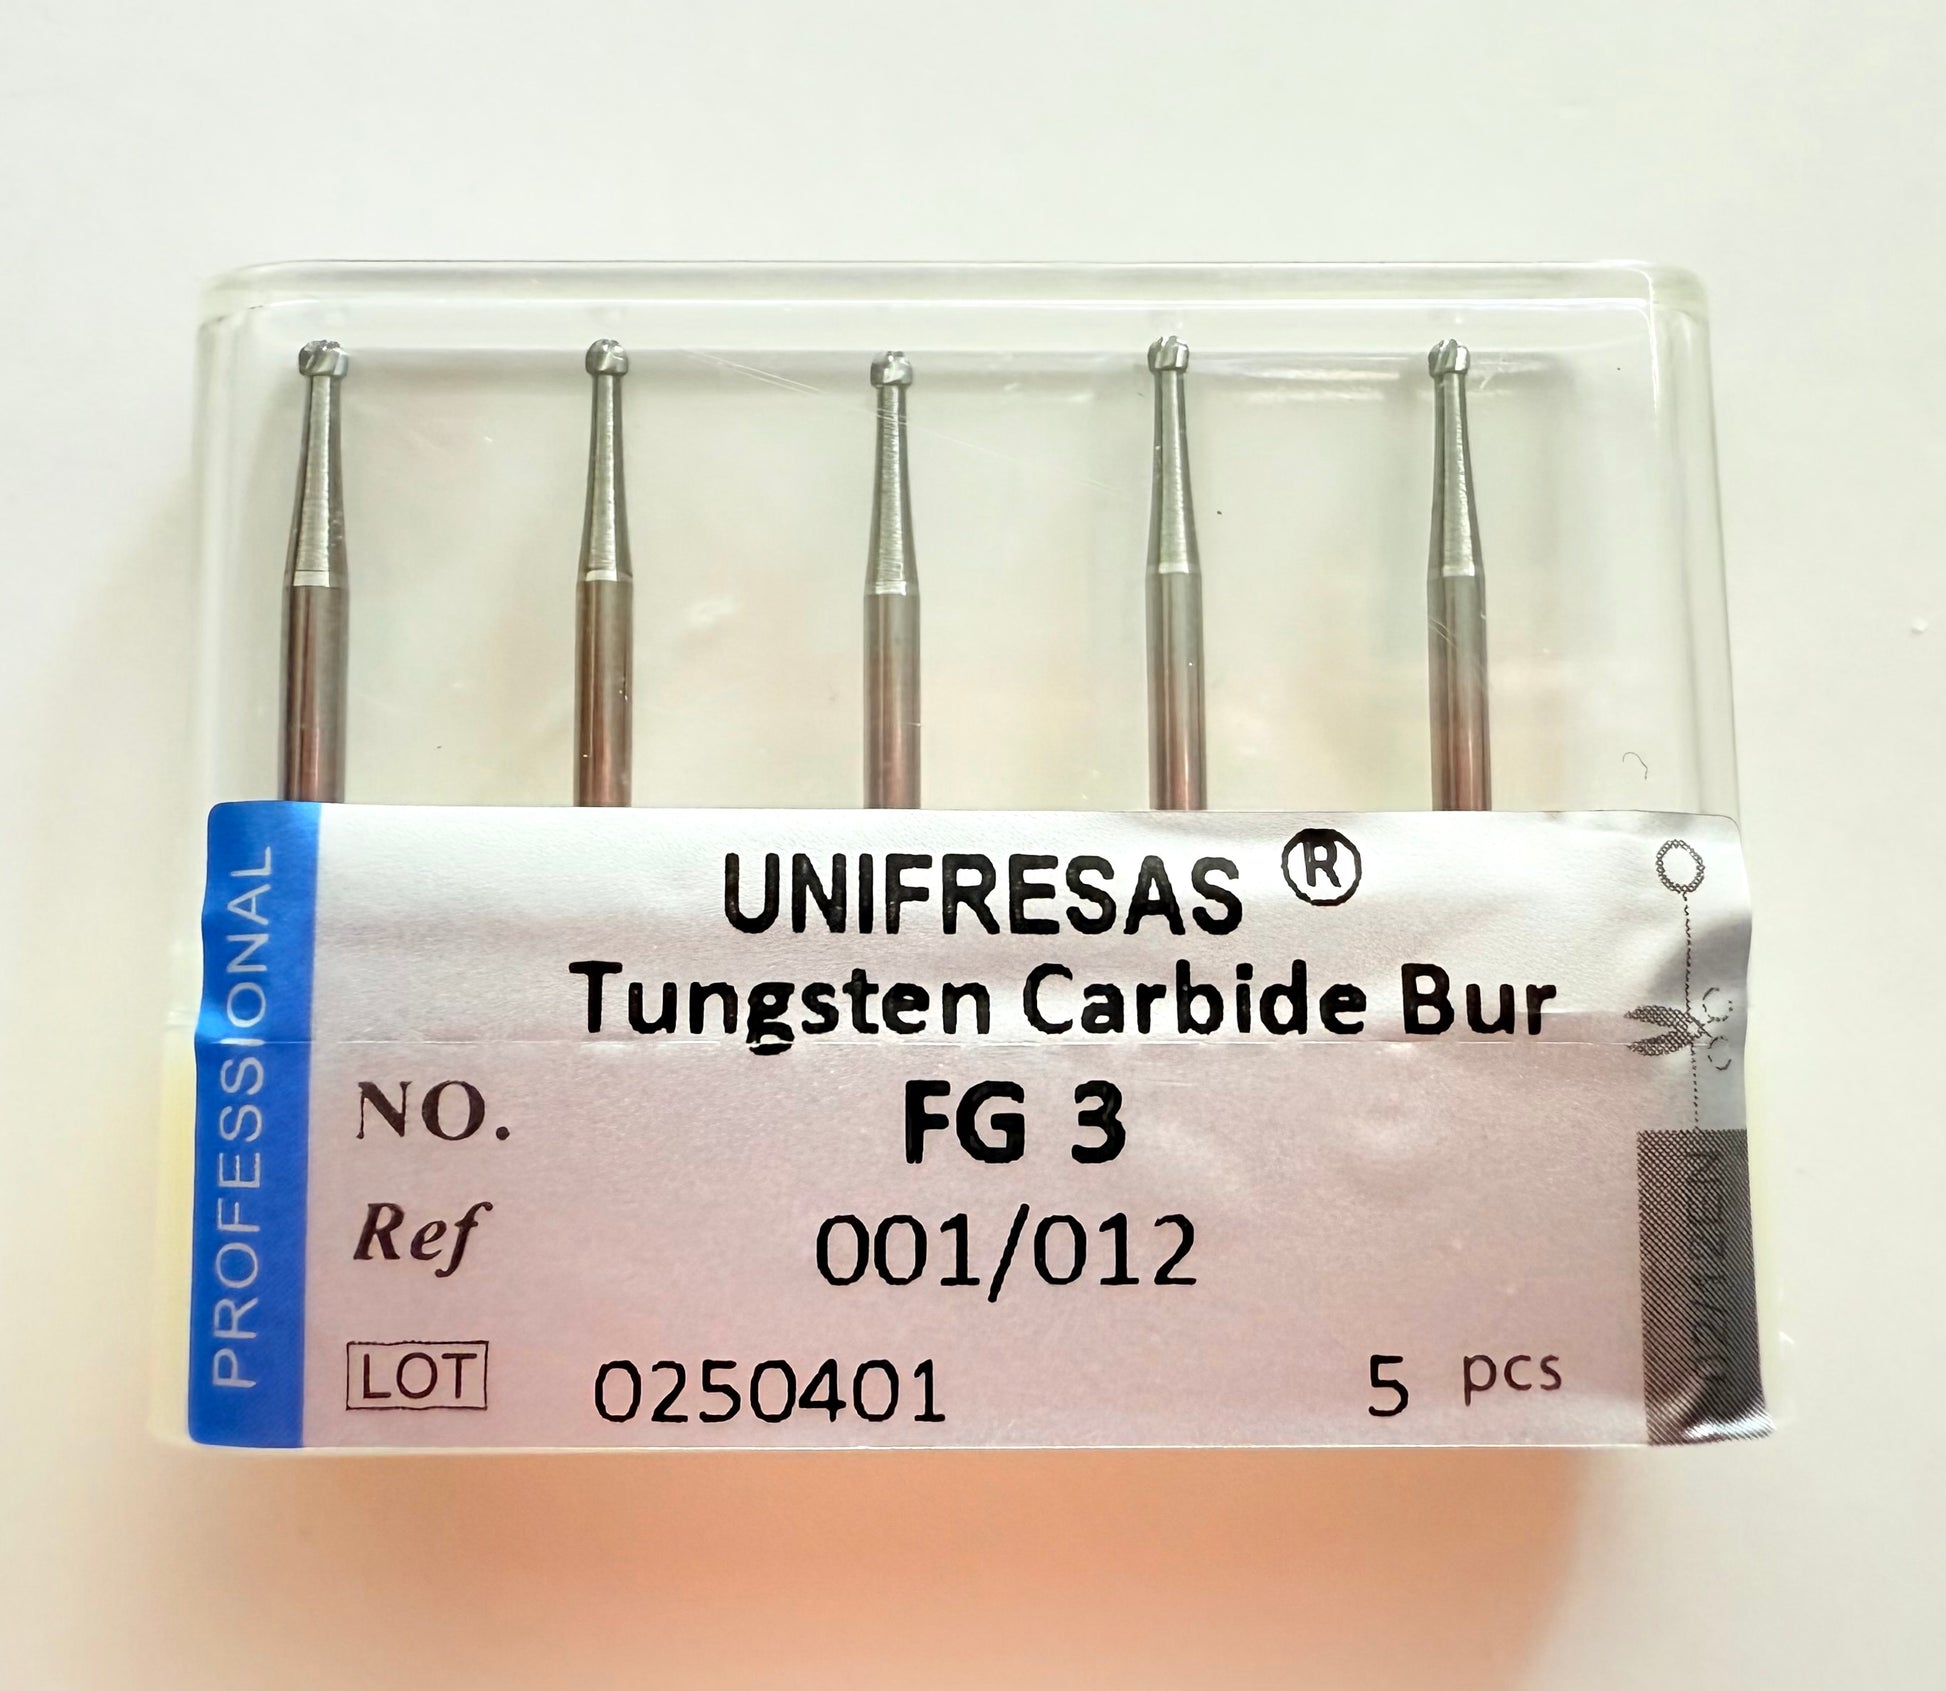 PROFESSIONAL
UNIFRESAS ®
Tungsten Carbide Bur
NO. FG 3
Ref 001/012
LOT 0250401 5 pcs